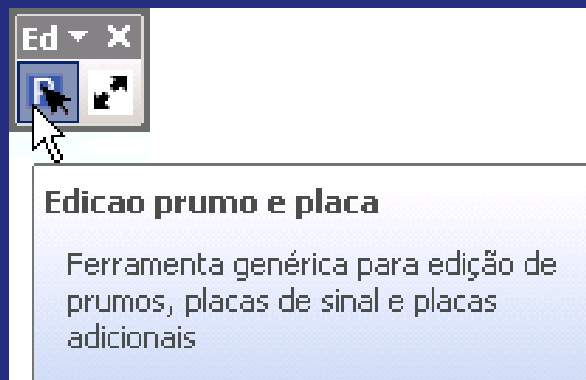 Ed
Edicao prumo e placa
Ferramenta genérica para edição de
prumos, placas de sinal e placas
adicionais